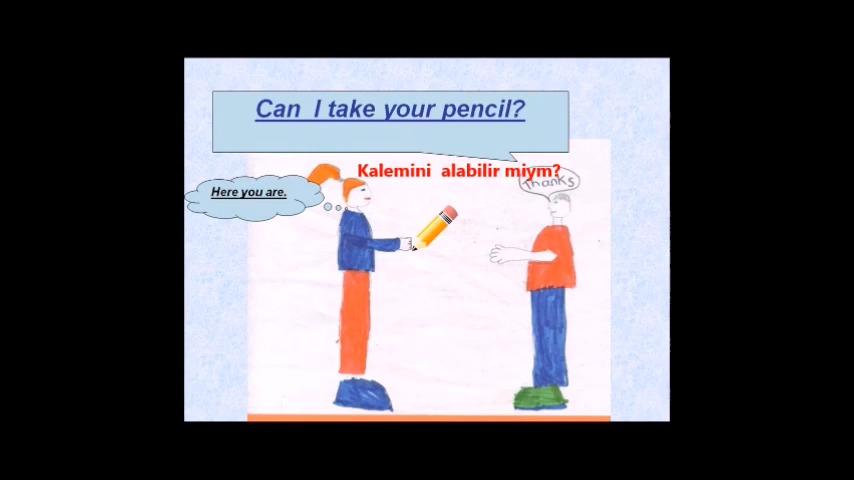 Can I take your pencil?
Kalemini alabilir miym?
Thanks
Here you are.